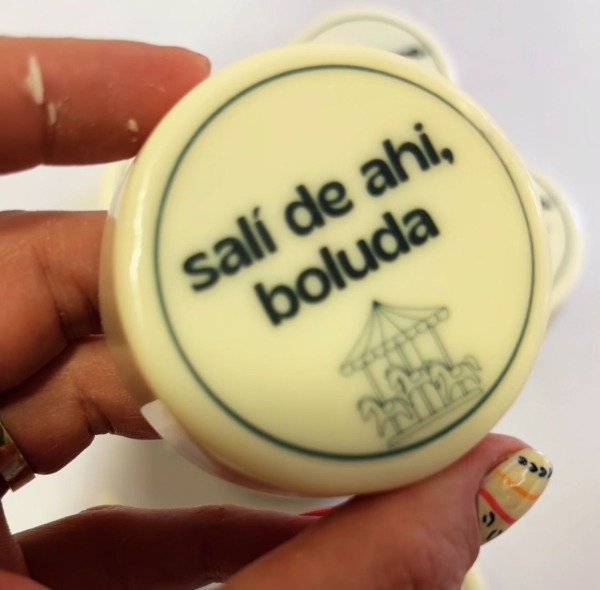 salí de ahi,
boluda